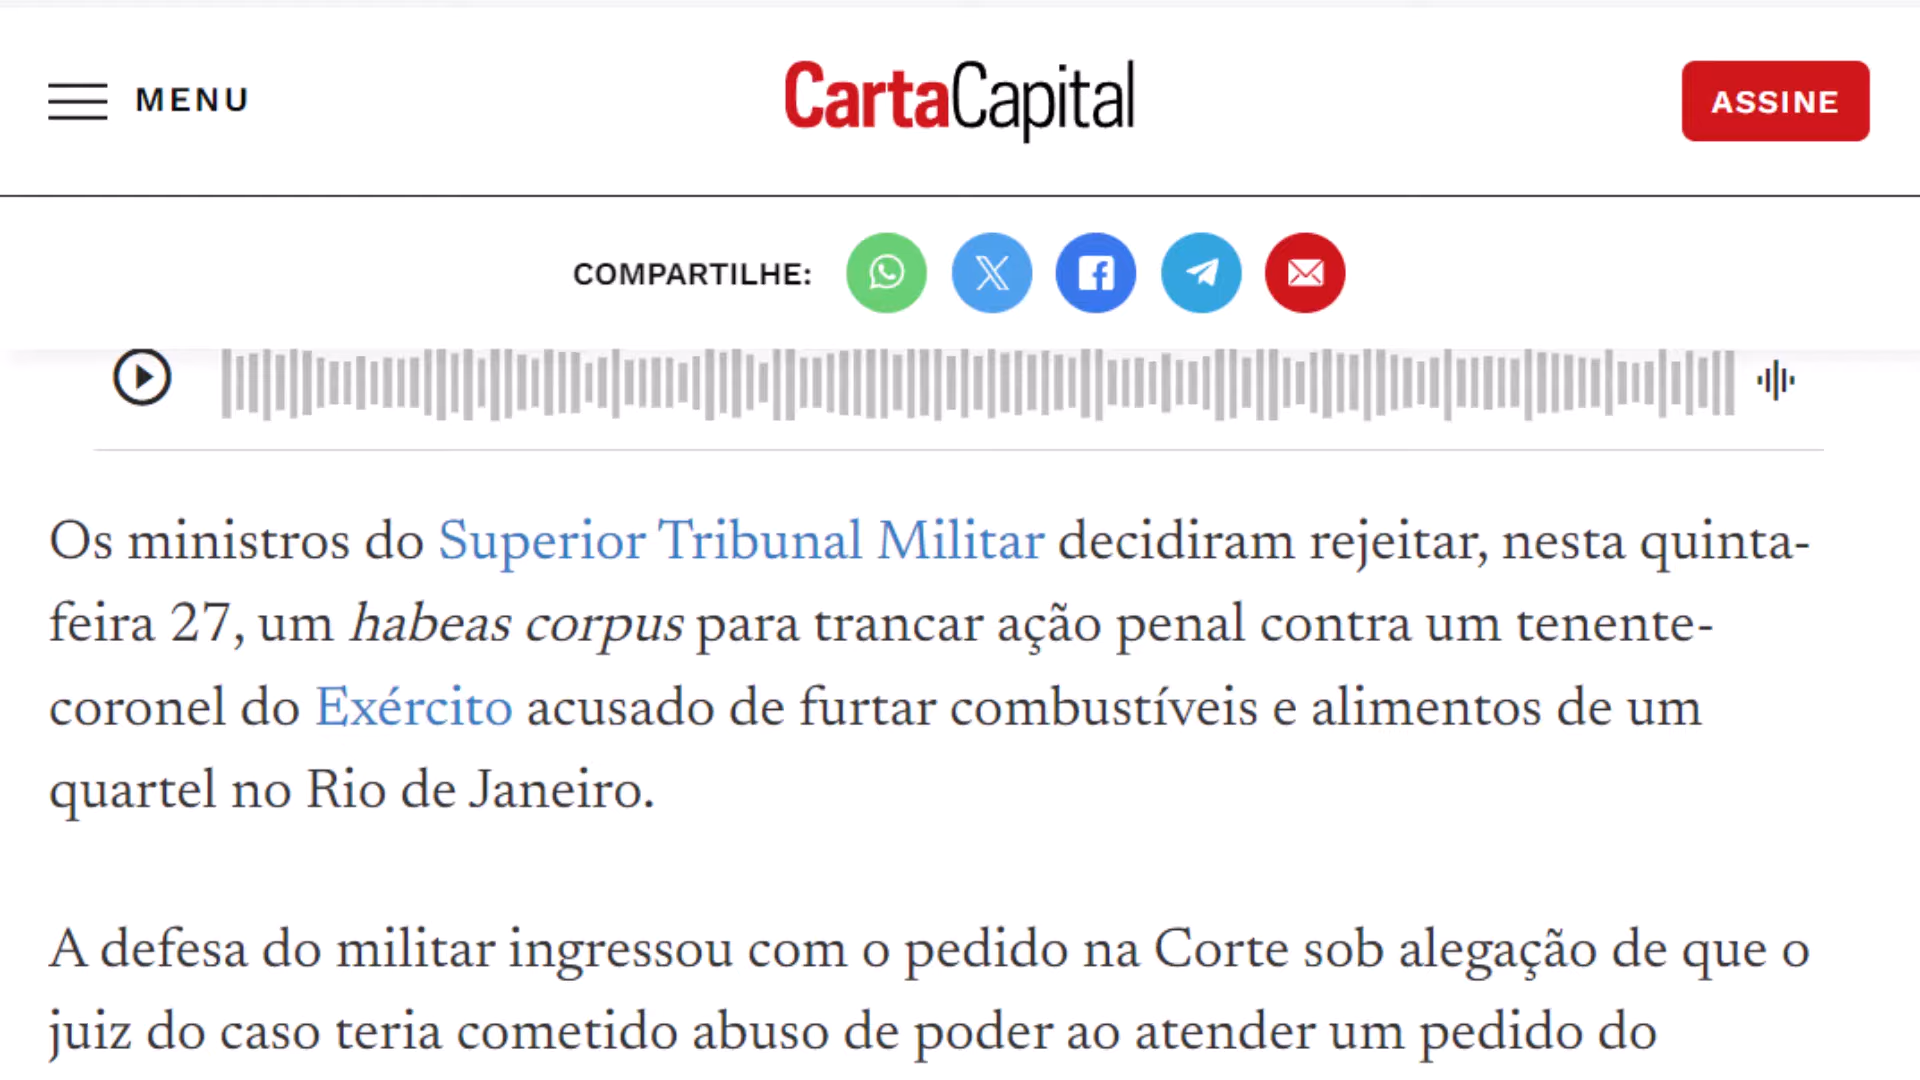 MENU
CartaCapital
ASSINE
COMPARTILHE:
Os ministros do Superior Tribunal Militar decidiram rejeitar, nesta quinta-
feira 27, um habeas corpus para trancar ação penal contra um tenente-
coronel do Exército acusado de furtar combustíveis e alimentos de um
quartel no Rio de Janeiro.
A defesa do militar ingressou com o pedido na Corte sob alegação de que o
juiz do caso teria cometido abuso de poder ao atender um pedido do